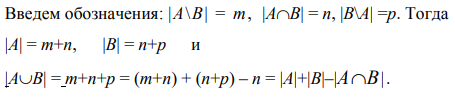 Введем обозначения: |A\B| = m, |A∩B| = n, |B\A| =p. Тогда
|A| = m+n, |B| = n+p и
|A∪B| = m+n+p = (m+n) + (n+p) – n = |A|+|B|–|A∩B|.